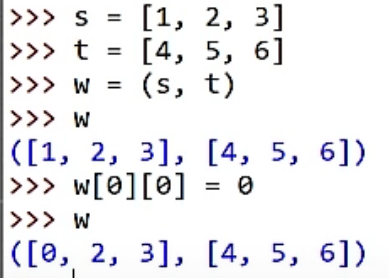 >>> s = [1, 2, 3]
>>> t = [4, 5, 6]
>>> w = (s, t)
>>> w
([1, 2, 3], [4, 5, 6])
>>> w[0][0] = 0
>>> w
([0, 2, 3], [4, 5, 6])